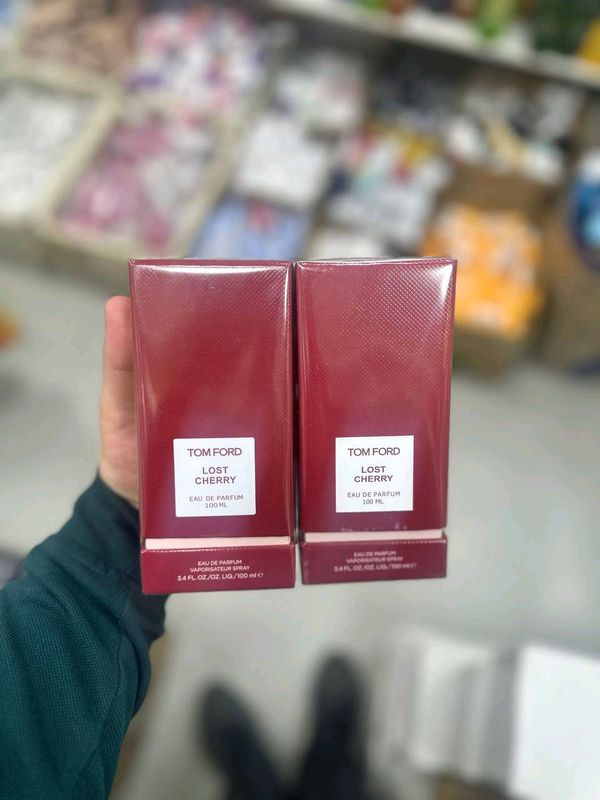 TOM FORD
LOST
CHERRY
EAU DE PARFUM
100 ML
EAU DE PARFUM
VAPORISATEUR SPRAY
3.4 FL. OZ./OZ. LIQ./100 ml ℮
TOM FORD
LOST
CHERRY
EAU DE PARFUM
100 ML
EAU DE PARFUM
VAPORISATEUR SPRAY
3.4 FL. OZ./OZ. LIQ./100 ml ℮